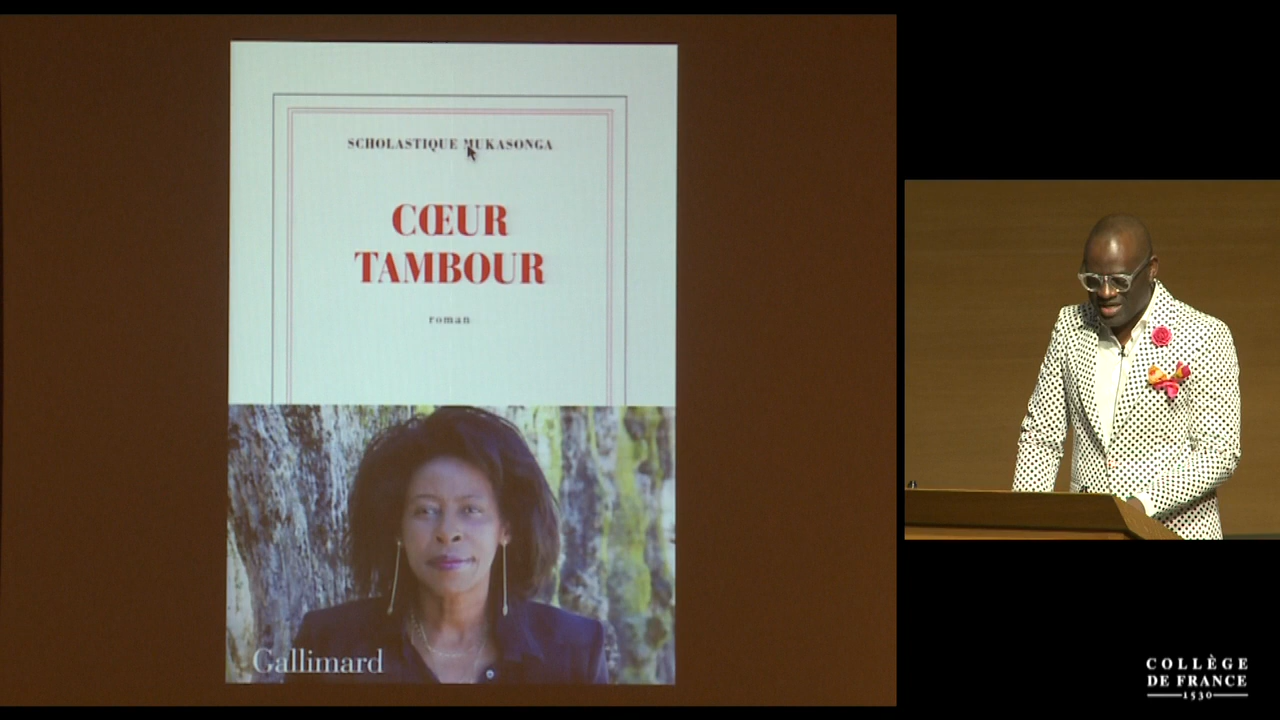 SCHOLASTIQUE MUKASONGA
CŒUR
TAMBOUR
roman
Gallimard
COLLÈGE
DE FRANCE
1530